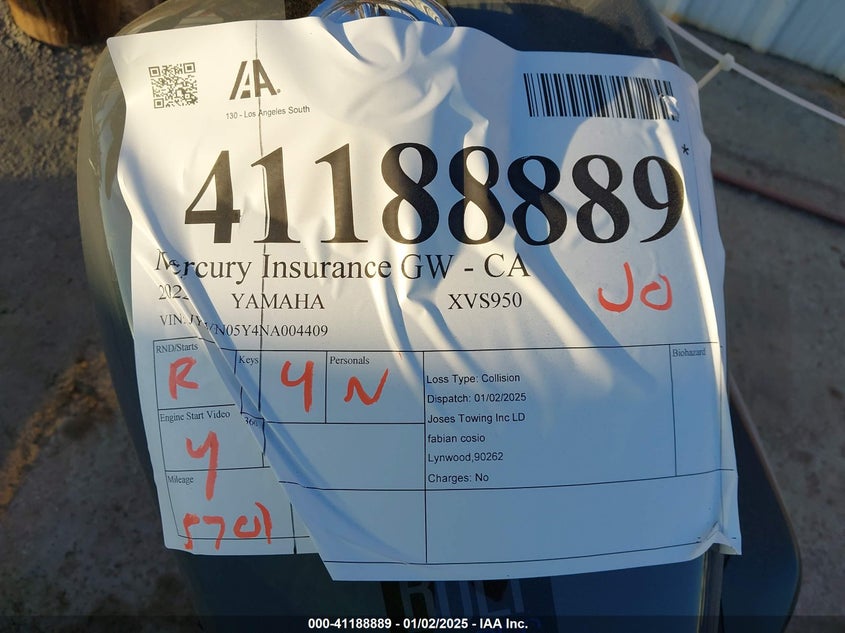 IAA.
130 - Los Angeles South
41188889*
Mercury Insurance GW - CA
YAMAHA XVS950 JO
VIN: JYVN05Y4NA004409
RND/Starts Keys Personals Biohazard
R Y N
Loss Type: Collision
Dispatch: 01/02/2025
Joses Towing Inc LD
fabian cosio
Lynwood,90262
Charges: No
Engine Start Video
Y
Mileage
5701
000-41188889 - 01/02/2025 - IAA Inc.